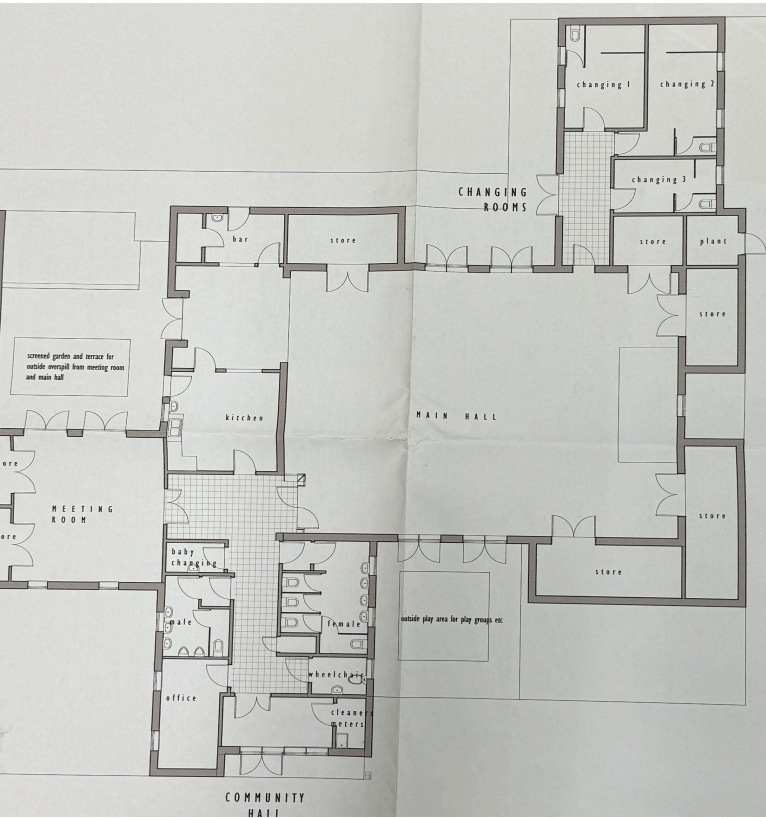 changing 1
changing 2
changing 3
CHANGING
ROOMS
bar
store
store
plant
store
screened garden and terrace for
outside overspill from meeting room
and main hall
kitchen
MAIN HALL
ore
MEETING
ROOM
ore
store
baby
changing
store
male
female
outside play area for play groups etc
wheelchair
office
cleaners
meters
COMMUNITY
HALL